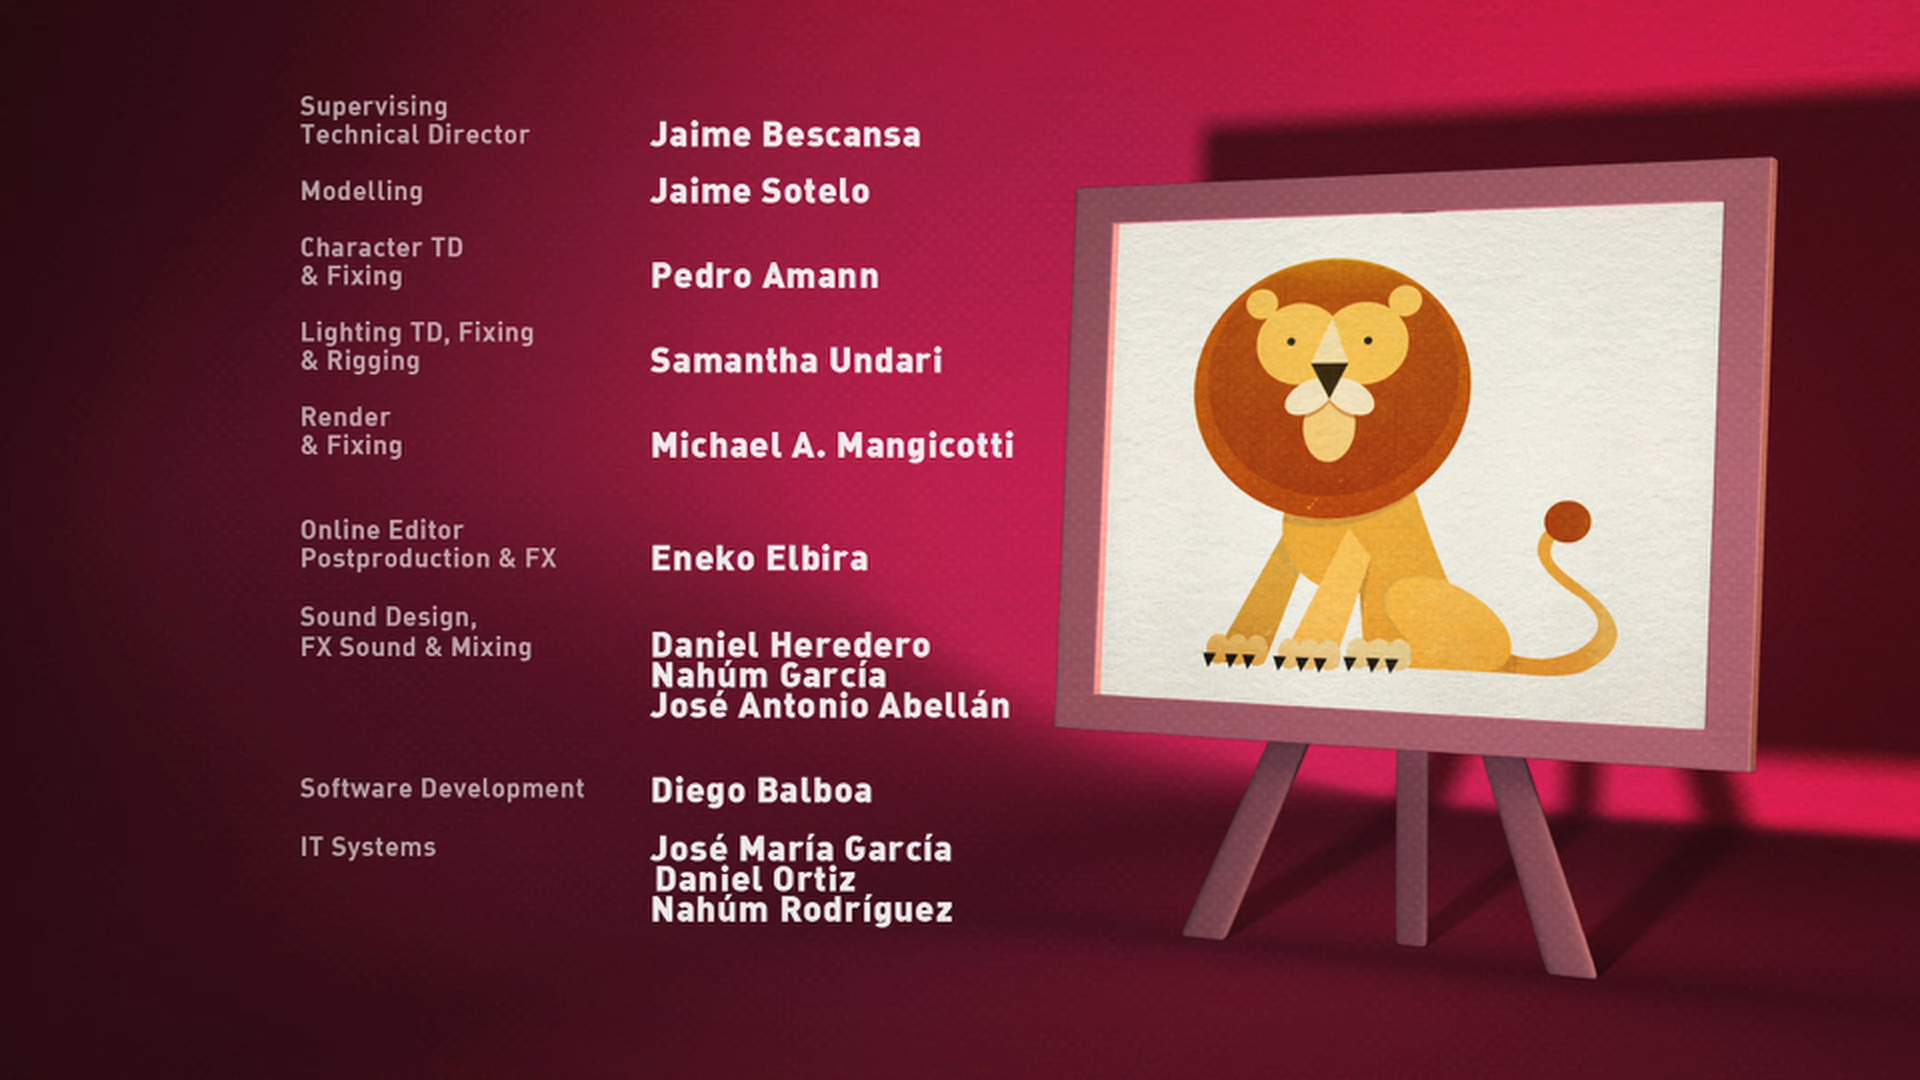 Supervising
Technical Director Jaime Bescansa
Modelling Jaime Sotelo
Character TD
& Fixing Pedro Amann
Lighting TD, Fixing
& Rigging Samantha Undari
Render
& Fixing Michael A. Mangicotti
Online Editor
Postproduction & FX Eneko Elbira
Sound Design,
FX Sound & Mixing Daniel Heredero
Nahúm García
José Antonio Abellán
Software Development Diego Balboa
IT Systems José María García
Daniel Ortiz
Nahúm Rodríguez